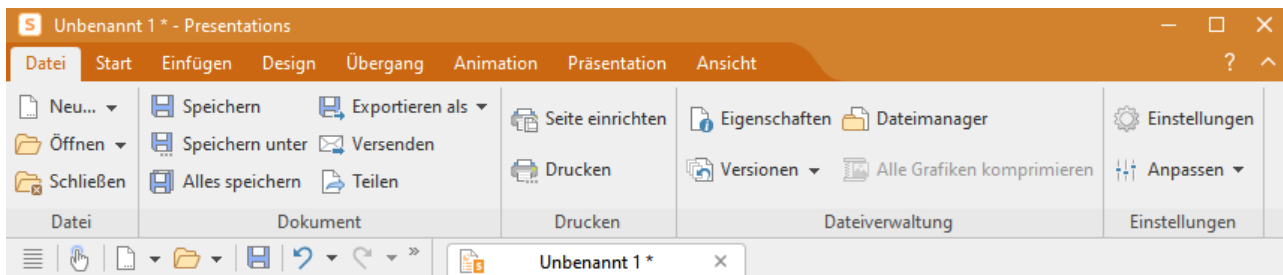 S Unbenannt 1 * - Presentations
Datei Start Einfügen Design Übergang Animation Präsentation Ansicht ?
Neu... Speichern Exportieren als Seite einrichten Eigenschaften Dateimanager Einstellungen
Öffnen Speichern unter Versenden
Drucken Versionen Alle Grafiken komprimieren Anpassen
Schließen Alles speichern Teilen
Datei Dokument Drucken Dateiverwaltung Einstellungen
» S Unbenannt 1 *